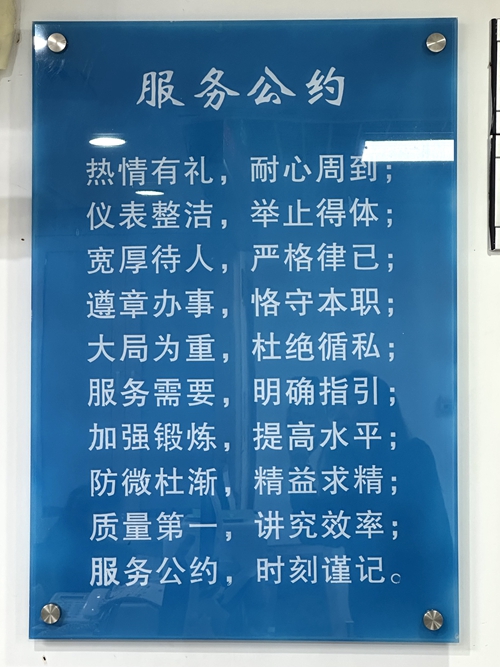 服务公约
热情有礼，耐心周到；
仪表整洁，举止得体；
宽厚待人，严格律已；
遵章办事，恪守本职；
大局为重，杜绝循私；
服务需要，明确指引；
加强锻炼，提高水平；
防微杜渐，精益求精；
质量第一，讲究效率；
服务公约，时刻谨记。